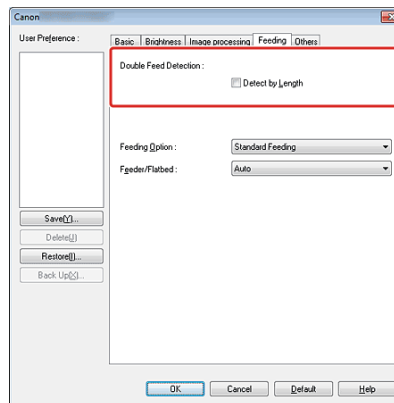 Canon
User Preference :
Basic Brightness Image processing Feeding Others
Double Feed Detection :
Detect by Length
Feeding Option : Standard Feeding
Feeder/Flatbed : Auto
Save(Y)...
Delete(J)
Restore(I)...
Back Up(X)...
OK Cancel Default Help